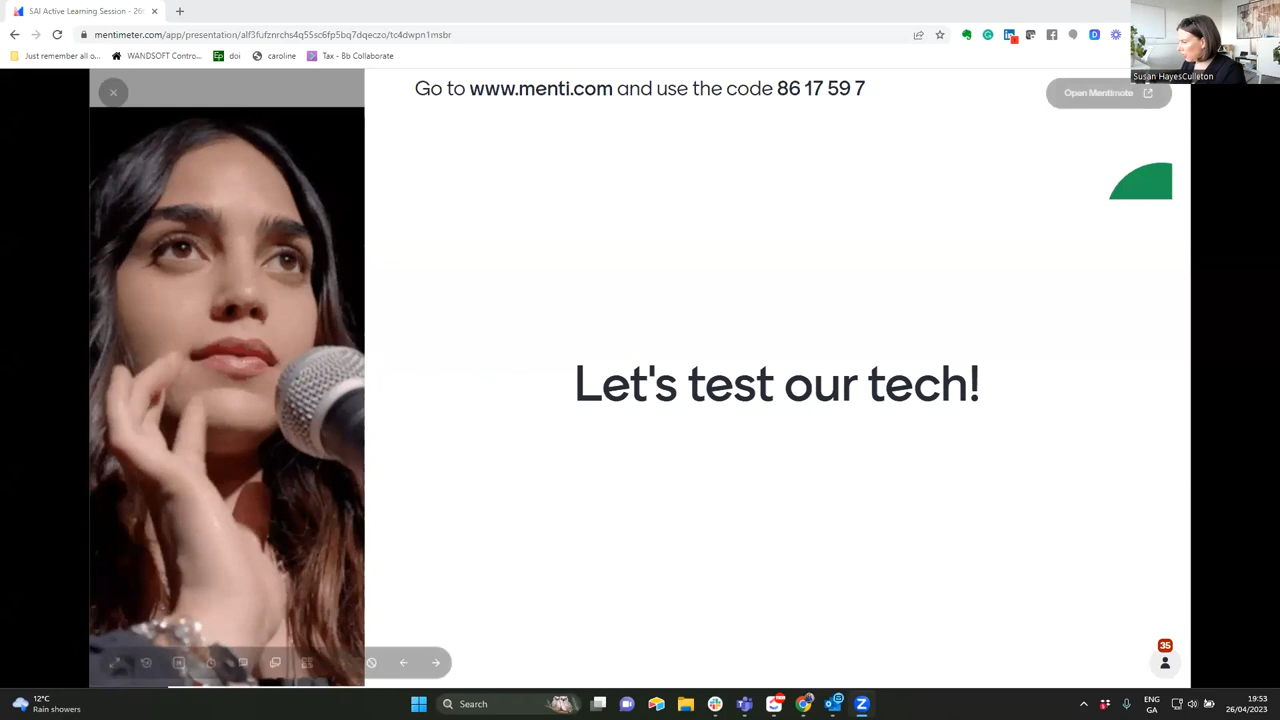 SAI Active Learning Session - 26t
mentimeter.com/app/presentation/alf3fufznrchs4q55sc6fp5bq7dqeczo/tc4dwpn1msbr
Just remember all o...
WANDSOFT Contro...
doi
caroline
Tax - Bb Collaborate
Susan HayesCulleton
Go to www.menti.com and use the code 86 17 59 7
Open Mentimote
Let's test our tech!
35
12°C
Rain showers
Search
ENG
GA
19:53
26/04/2023